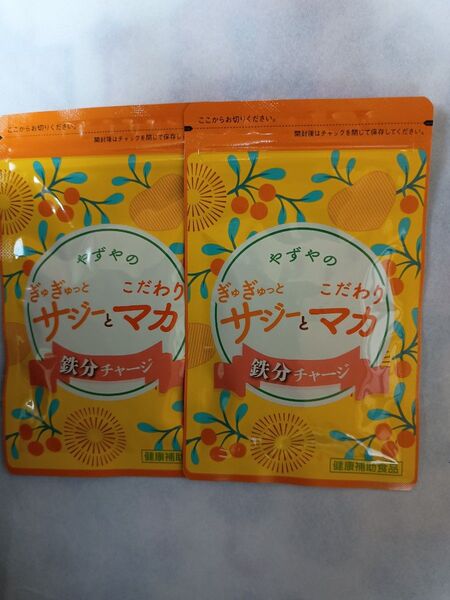 ここからお切りください。
開封後はチャックを閉じて保存し
やずやの
ぎゅぎゅっと
こだわり
サジーとマカ
鉄分チャージ
健康補助食品
ここからお切りください。
開封後はチャックを閉じて保存してください。
やずやの
ぎゅぎゅっと
こだわり
サジーとマカ
鉄分チャージ
健康補助食品